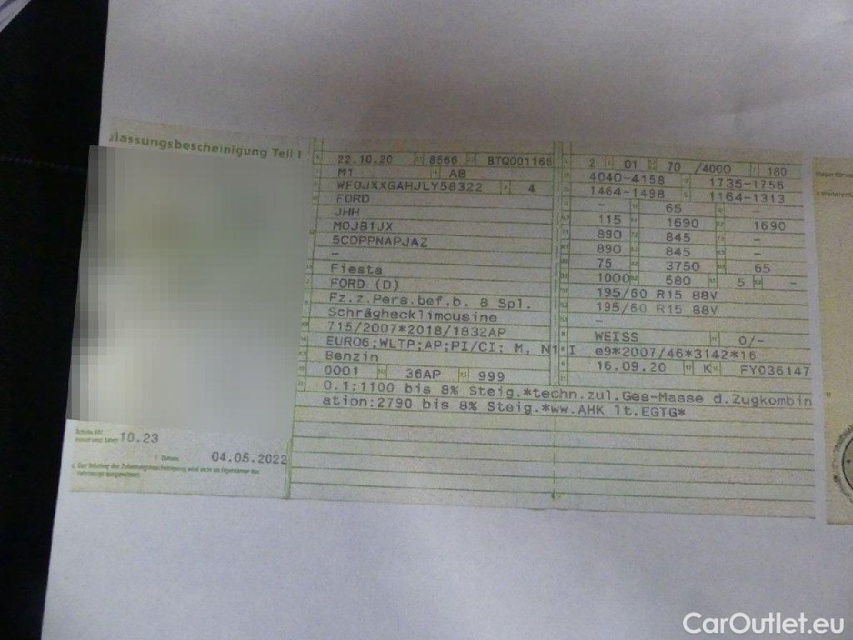 Zulassungsbescheinigung Teil I
22.10.20 8566 BTQ001165 2 01 70 /4000 180
M1 AB 4040-4158 1735-1756
WF0JXXGAHJLY58322 4 1464-1498 1164-1313
FORD - 65 -
JHH 115 1690 1690
M0JB1JX 890 845 -
5CDPPNAPJAZ 890 845 -
- 75 3750 65
Fiesta 1000 580 5 -
FORD (D) 195/60 R15 88V
Fz.z.Pers.bef.b. 8 Spl. 195/60 R15 88V
Schräghecklimousine
715/2007*2018/1832AP WEISS 0/-
EURO6;WLTP;AP;PI/CI; M, N1 I e9*2007/46*3142*16
Benzin 16.09.20 K FY036147
0001 36AP 999
0.1:1100 bis 8% Steig.*techn.zul.Ges-Masse d.Zugkombin
ation:2790 bis 8% Steig.*ww.AHK lt.EGTG*
10.23
04.05.2022
CarOutlet.eu